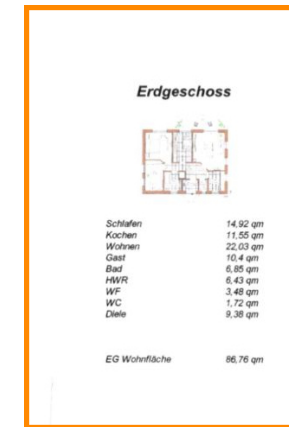 Erdgeschoss
Schlafen 14,92 qm
Kochen 11,55 qm
Wohnen 22,03 qm
Gast 10,4 qm
Bad 6,85 qm
HWR 6,43 qm
WF 3,48 qm
WC 1,72 qm
Diele 9,38 qm
EG Wohnfläche 86,76 qm